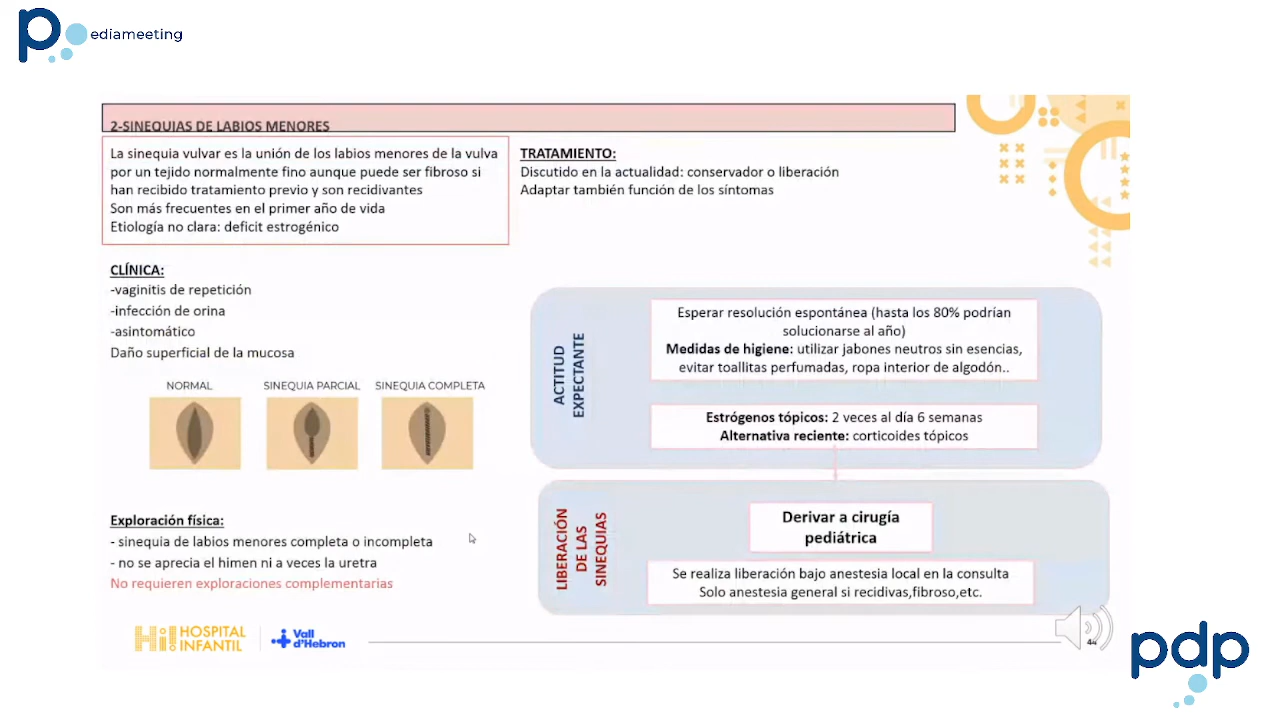 pediameeting
2-SINEQUIAS DE LABIOS MENORES
La sinequia vulvar es la unión de los labios menores de la vulva
por un tejido normalmente fino aunque puede ser fibroso si
han recibido tratamiento previo y son recidivantes
Son más frecuentes en el primer año de vida
Etiología no clara: deficit estrogénico
CLÍNICA:
-vaginitis de repetición
-infección de orina
-asintomático
Daño superficial de la mucosa
NORMAL
SINEQUIA PARCIAL
SINEQUIA COMPLETA
Exploración física:
- sinequia de labios menores completa o incompleta
- no se aprecia el himen ni a veces la uretra
No requieren exploraciones complementarias
TRATAMIENTO:
Discutido en la actualidad: conservador o liberación
Adaptar también función de los síntomas
ACTITUD
EXPECTANTE
Esperar resolución espontánea (hasta los 80% podrían
solucionarse al año)
Medidas de higiene: utilizar jabones neutros sin esencias,
evitar toallitas perfumadas, ropa interior de algodón..
Estrógenos tópicos: 2 veces al día 6 semanas
Alternativa reciente: corticoides tópicos
LIBERACIÓN
DE LAS
SINEQUIAS
Derivar a cirugía
pediátrica
Se realiza liberación bajo anestesia local en la consulta
Solo anestesia general si recidivas,fibroso,etc.
Hi! HOSPITAL
INFANTIL
Vall
d'Hebron
44
pdp